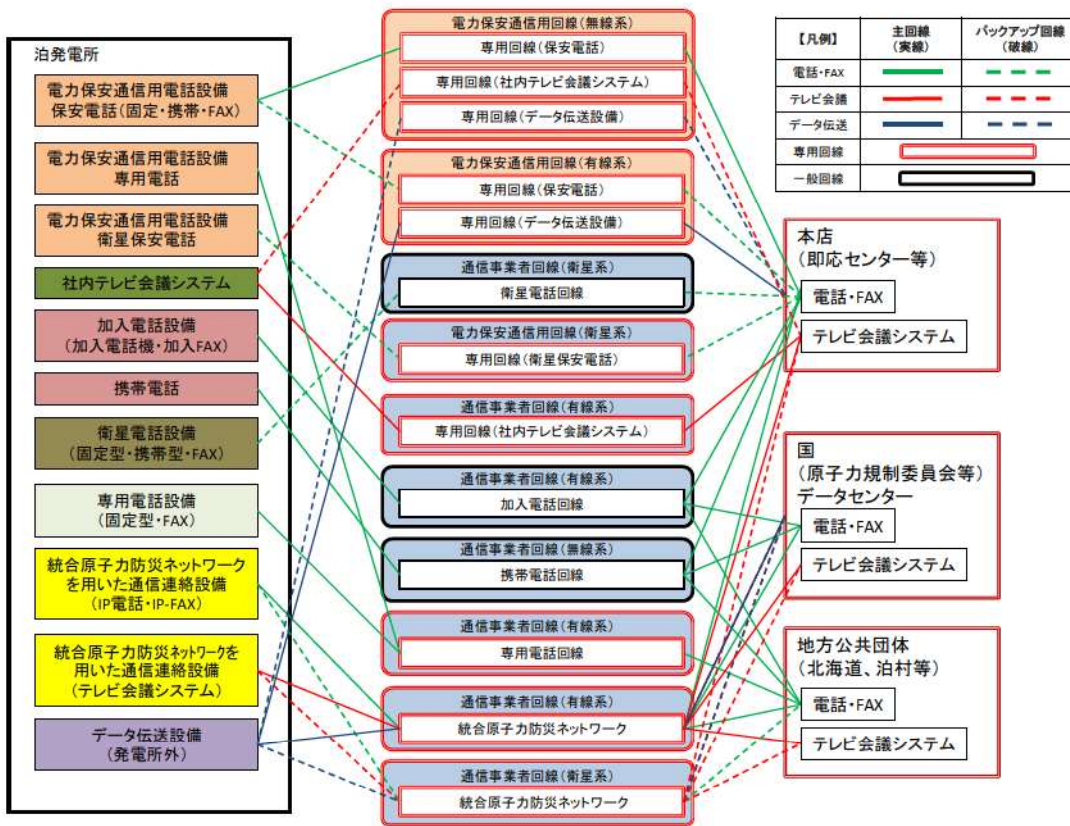 泊発電所
電力保安通信用電話設備
保安電話(固定・携帯・FAX)
電力保安通信用電話設備
専用電話
電力保安通信用電話設備
衛星保安電話
社内テレビ会議システム
加入電話設備
(加入電話機・加入FAX)
携帯電話
衛星電話設備
(固定型・携帯型・FAX)
専用電話設備
(固定型・FAX)
統合原子力防災ネットワーク
を用いた通信連絡設備
(IP電話・IP-FAX)
統合原子力防災ネットワークを
用いた通信連絡設備
(テレビ会議システム)
データ伝送設備
(発電所外)
電力保安通信用回線(無線系)
専用回線(保安電話)
専用回線(社内テレビ会議システム)
専用回線(データ伝送設備)
電力保安通信用回線(有線系)
専用回線(保安電話)
専用回線(データ伝送設備)
通信事業者回線(衛星系)
衛星電話回線
電力保安通信用回線(衛星系)
専用回線(衛星保安電話)
通信事業者回線(有線系)
専用回線(社内テレビ会議システム)
通信事業者回線(有線系)
加入電話回線
通信事業者回線(無線系)
携帯電話回線
通信事業者回線(有線系)
専用電話回線
通信事業者回線(有線系)
統合原子力防災ネットワーク
通信事業者回線(衛星系)
統合原子力防災ネットワーク
【凡例】
主回線
(実線)
バックアップ回線
(破線)
電話・FAX
テレビ会議
データ伝送
専用回線
一般回線
本店
(即応センター等)
電話・FAX
テレビ会議システム
国
(原子力規制委員会等)
データセンター
電話・FAX
テレビ会議システム
地方公共団体
(北海道、泊村等)
電話・FAX
テレビ会議システム